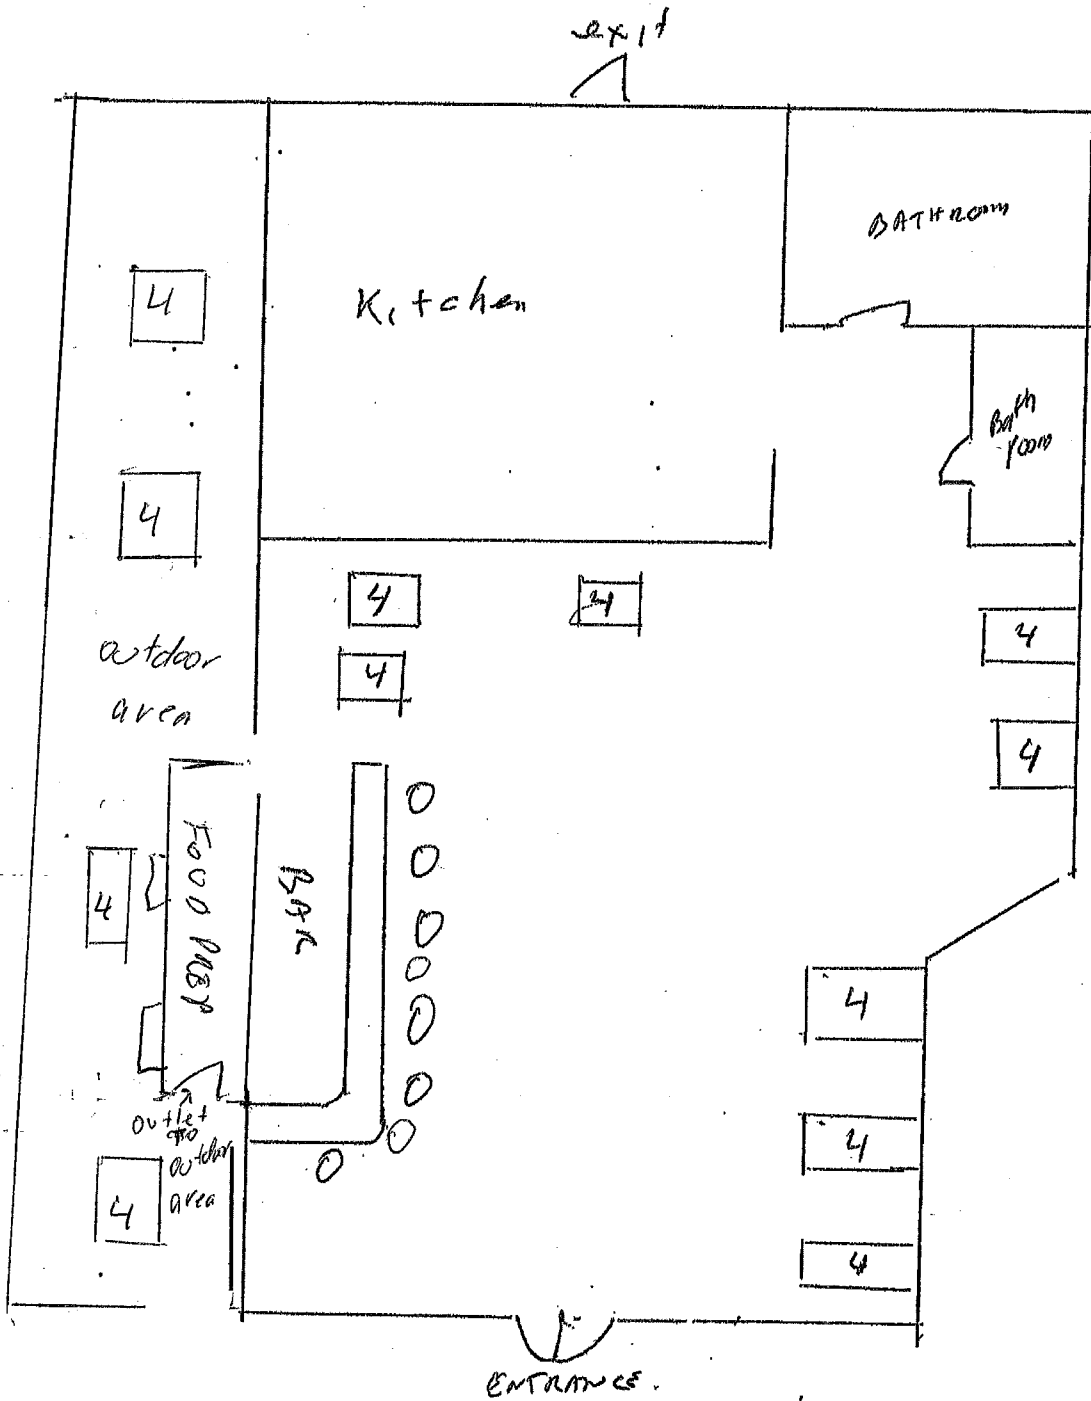 exit
BATHROOM
Kitchen
4
Bath
room
4
4
4
4
4
outdoor
area
4
FOOD PREP
BAR
4
4
outlet
to
outdoor
area
4
4
4
ENTRANCE.